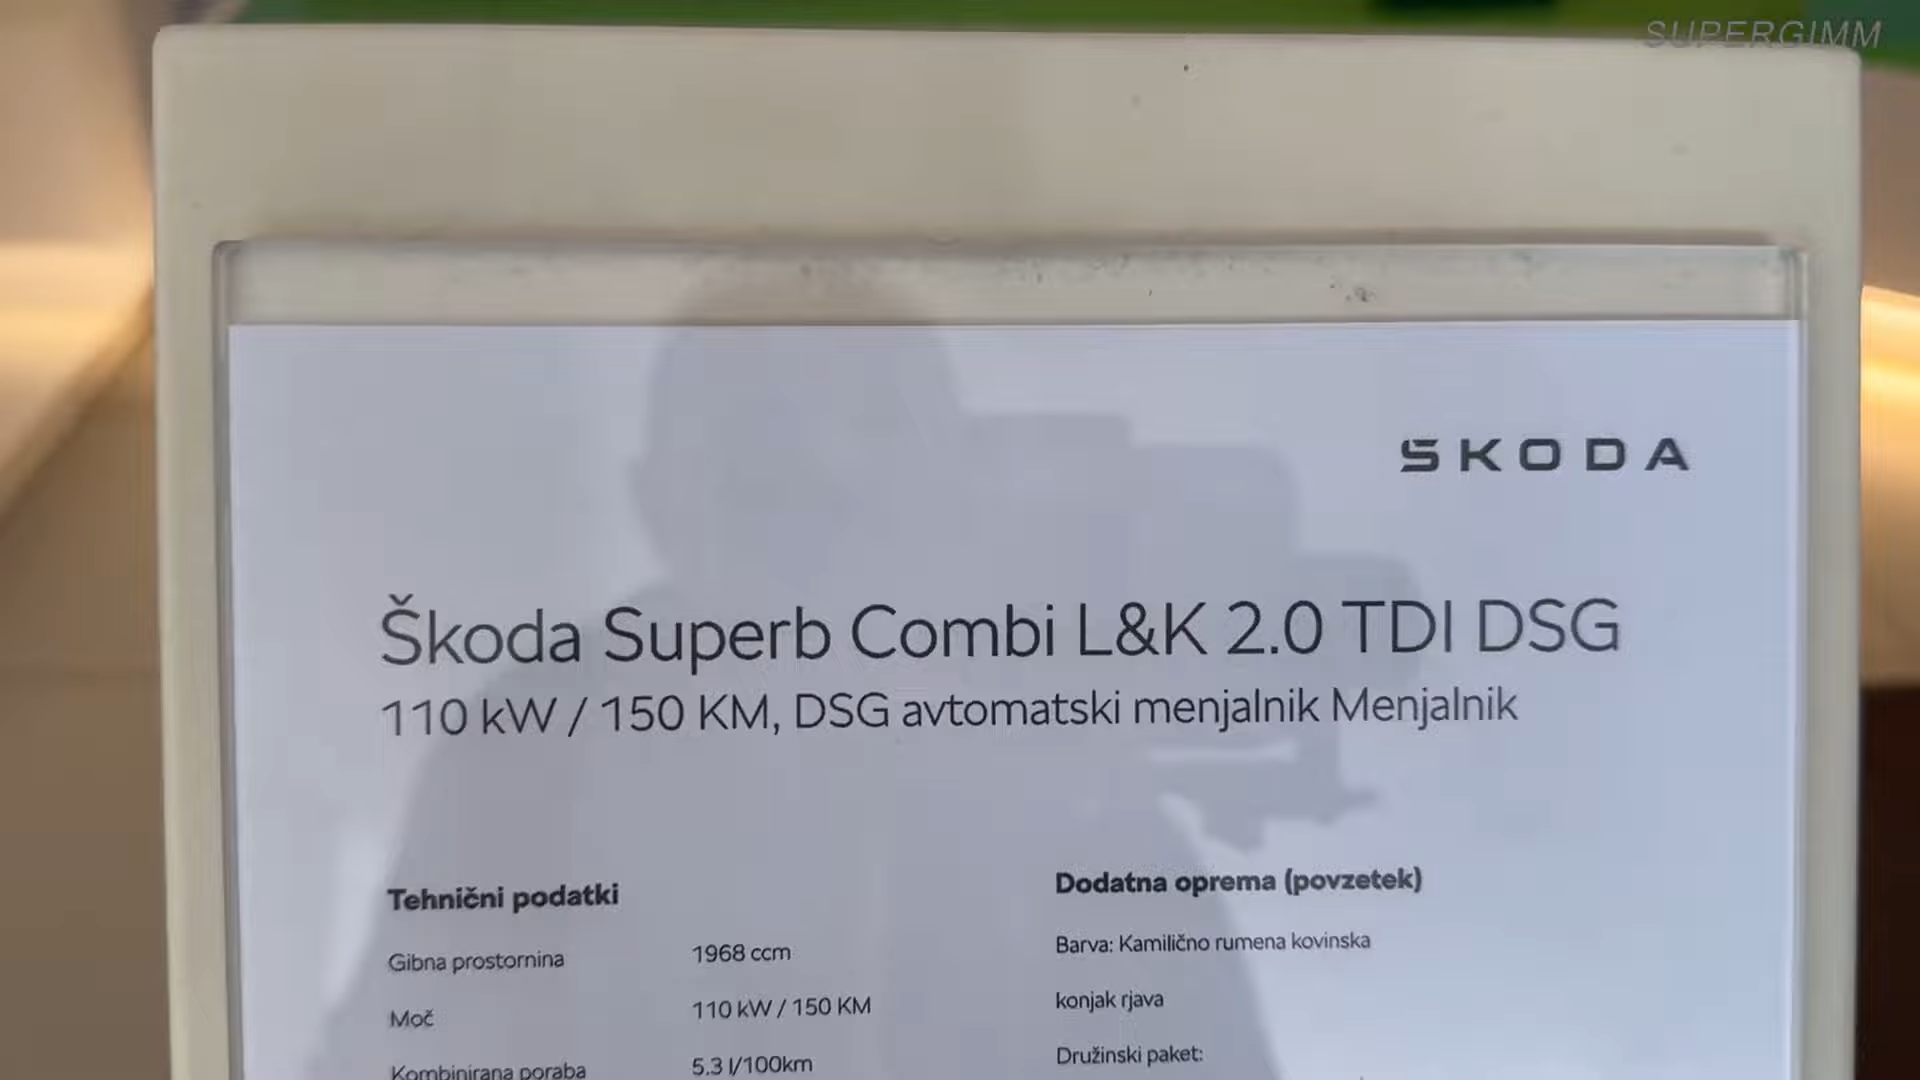 SUPERGIMM
SKODA
Škoda Superb Combi L&K 2.0 TDI DSG
110 kW / 150 KM, DSG avtomatski menjalnik Menjalnik
Tehnični podatki
Gibna prostornina 1968 ccm
Moč 110 kW / 150 KM
Kombinirana poraba 5.3 l/100km
Dodatna oprema (povzetek)
Barva: Kamilično rumena kovinska
konjak rjava
Družinski paket: